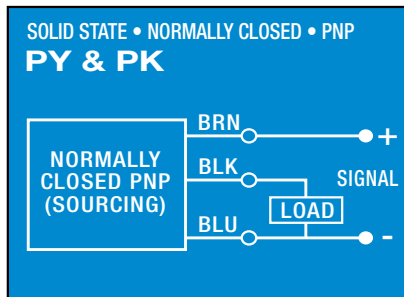 SOLID STATE • NORMALLY CLOSED • PNP
PY & PK
BRN
+
NORMALLY
CLOSED PNP
(SOURCING)
BLK
SIGNAL
LOAD
BLU
-